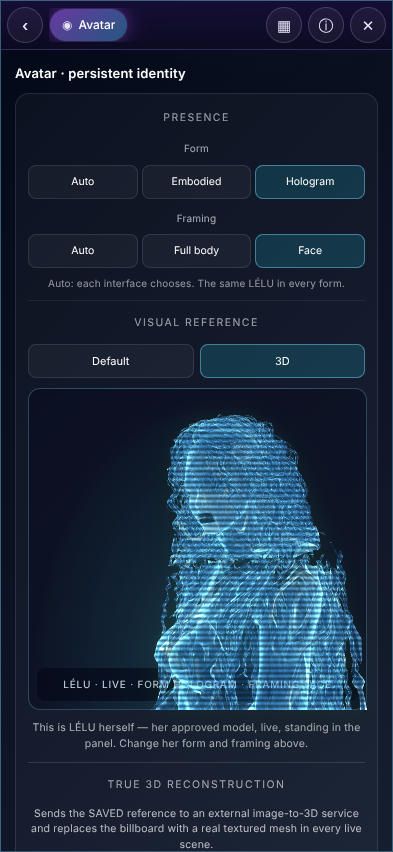 Avatar
Avatar · persistent identity
PRESENCE
Form
Auto
Embodied
Hologram
Framing
Auto
Full body
Face
Auto: each interface chooses. The same LÉLU in every form.
VISUAL REFERENCE
Default
3D
LÉLU · LIVE · FORM HOLOGRAM · FRAMING
This is LÉLU herself — her approved model, live, standing in the
panel. Change her form and framing above.
TRUE 3D RECONSTRUCTION
Sends the SAVED reference to an external image-to-3D service
and replaces the billboard with a real textured mesh in every live
scene.